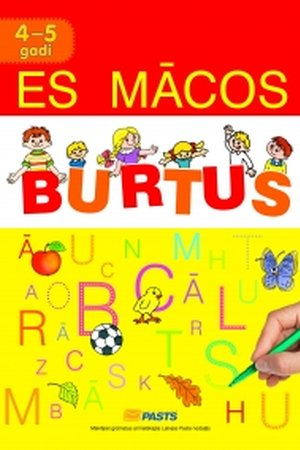 4-5
gadi
ES MĀCOS
BURTUS
Ā U C N M H T
A O R B C Ā L U
R Ā C S T S
Z K
M Ā S H U
PASTS